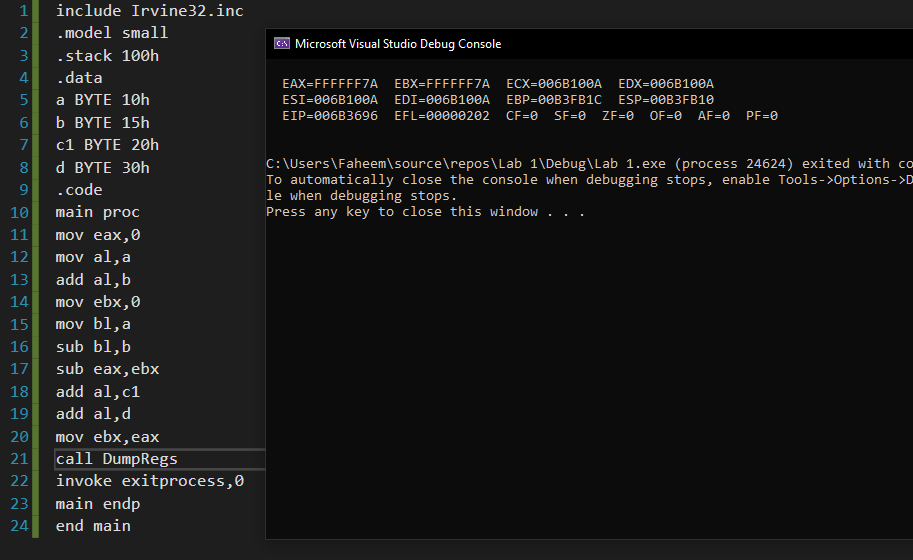 1 include Irvine32.inc
2 .model small
3 .stack 100h
4 .data
5 a BYTE 10h
6 b BYTE 15h
7 c1 BYTE 20h
8 d BYTE 30h
9 .code
10 main proc
11 mov eax,0
12 mov al,a
13 add al,b
14 mov ebx,0
15 mov bl,a
16 sub bl,b
17 sub eax,ebx
18 add al,c1
19 add al,d
20 mov ebx,eax
21 call DumpRegs
22 invoke exitprocess,0
23 main endp
24 end main
Microsoft Visual Studio Debug Console
EAX=FFFFFF7A EBX=FFFFFF7A ECX=006B100A EDX=006B100A
ESI=006B100A EDI=006B100A EBP=00B3FB1C ESP=00B3FB10
EIP=006B3696 EFL=00000202 CF=0 SF=0 ZF=0 OF=0 AF=0 PF=0
C:\Users\Faheem\source\repos\Lab 1\Debug\Lab 1.exe (process 24624) exited with co
To automatically close the console when debugging stops, enable Tools->Options->D
le when debugging stops.
Press any key to close this window . . .